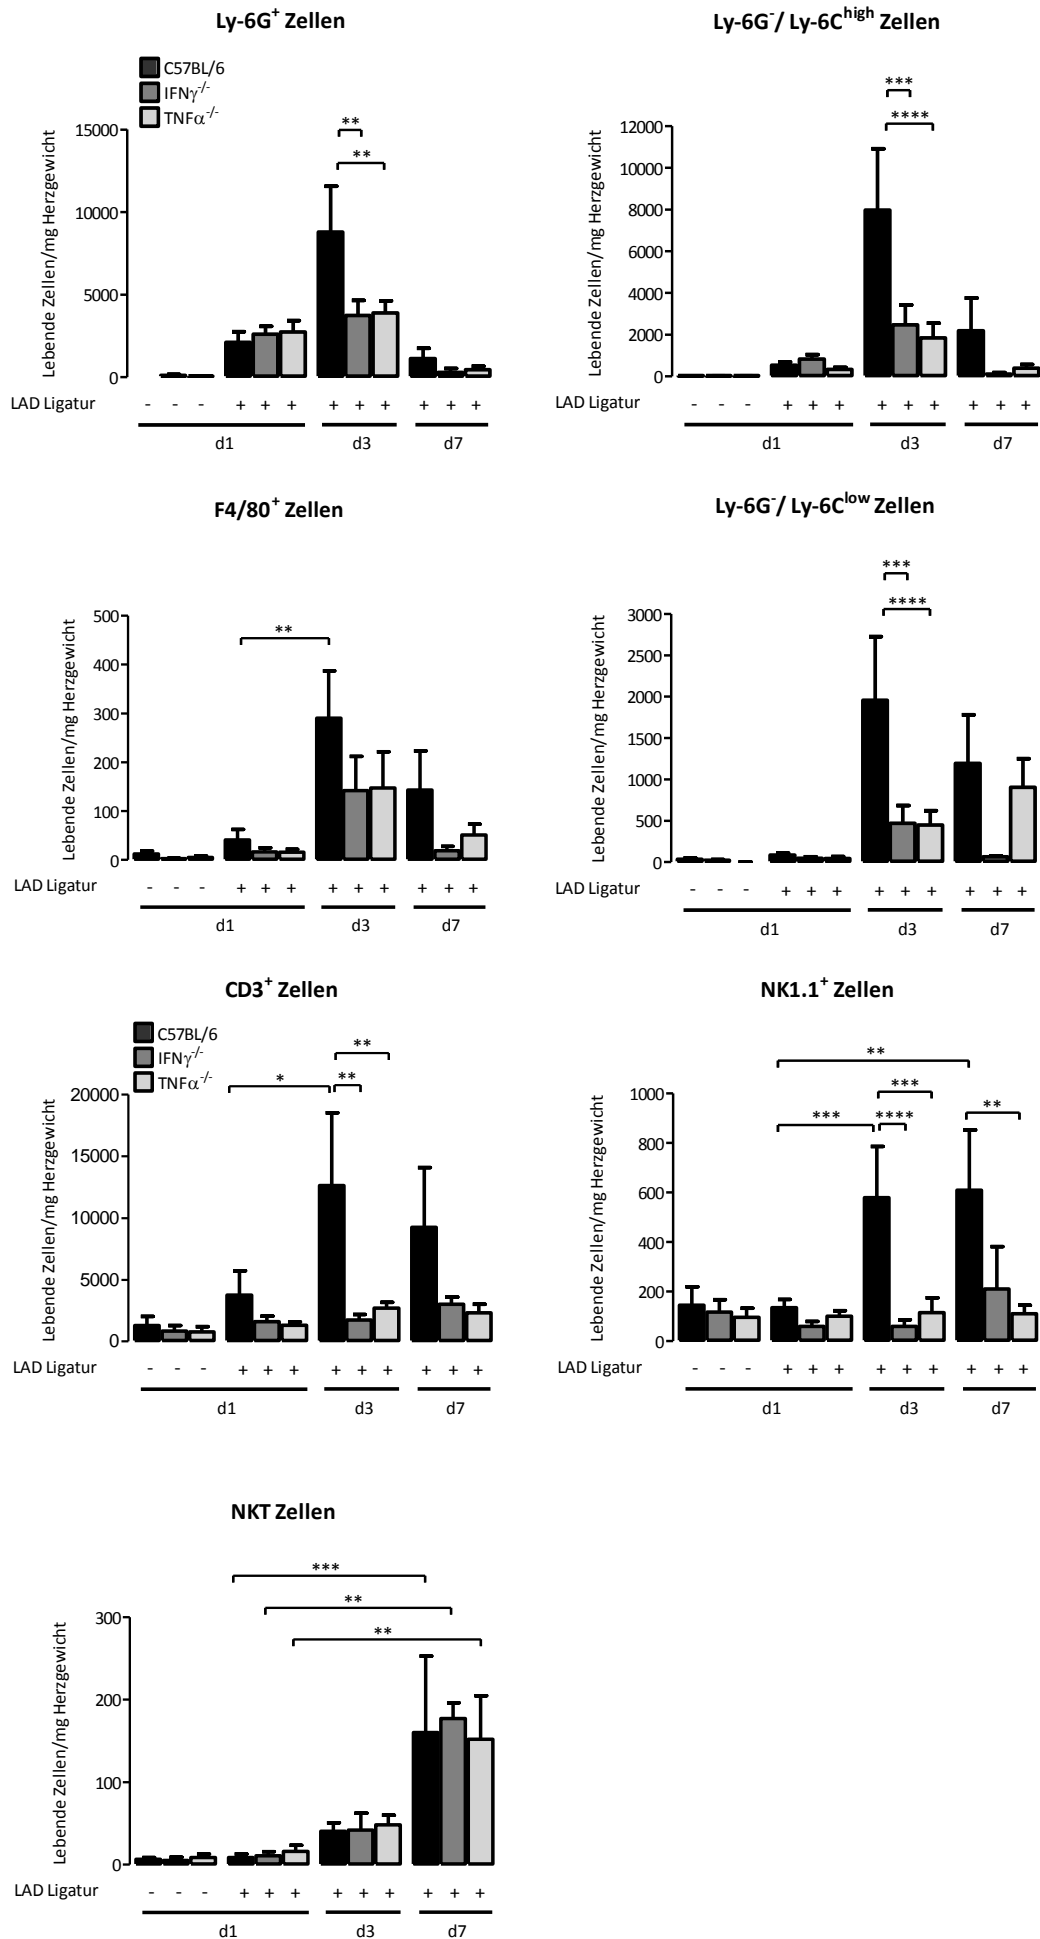 Ly-6G⁺ Zellen
C57BL/6
IFNγ⁻/⁻
TNFα⁻/⁻
Lebende Zellen/mg Herzgewicht
15000
10000
5000
0
** 
**
LAD Ligatur - - - + + + + + + + + +
d1 d3 d7
Ly-6G⁻/ Ly-6Cʰⁱᵍʰ Zellen
Lebende Zellen/mg Herzgewicht
12000
10000
8000
6000
4000
2000
0
***
****
LAD Ligatur - - - + + + + + + + + +
d1 d3 d7
F4/80⁺ Zellen
Lebende Zellen/mg Herzgewicht
500
400
300
200
100
0
**
LAD Ligatur - - - + + + + + + + + +
d1 d3 d7
Ly-6G⁻/ Ly-6Cˡᵒʷ Zellen
Lebende Zellen/mg Herzgewicht
3000
2500
2000
1500
1000
500
0
***
****
LAD Ligatur - - - + + + + + + + + +
d1 d3 d7
CD3⁺ Zellen
C57BL/6
IFNγ⁻/⁻
TNFα⁻/⁻
Lebende Zellen/mg Herzgewicht
20000
15000
10000
5000
0
**
* **
LAD Ligatur - - - + + + + + + + + +
d1 d3 d7
NK1.1⁺ Zellen
Lebende Zellen/mg Herzgewicht
1000
800
600
400
200
0
**
***
**
*** ****
LAD Ligatur - - - + + + + + + + + +
d1 d3 d7
NKT Zellen
Lebende Zellen/mg Herzgewicht
300
200
100
0
***
**
**
LAD Ligatur - - - + + + + + + + + +
d1 d3 d7